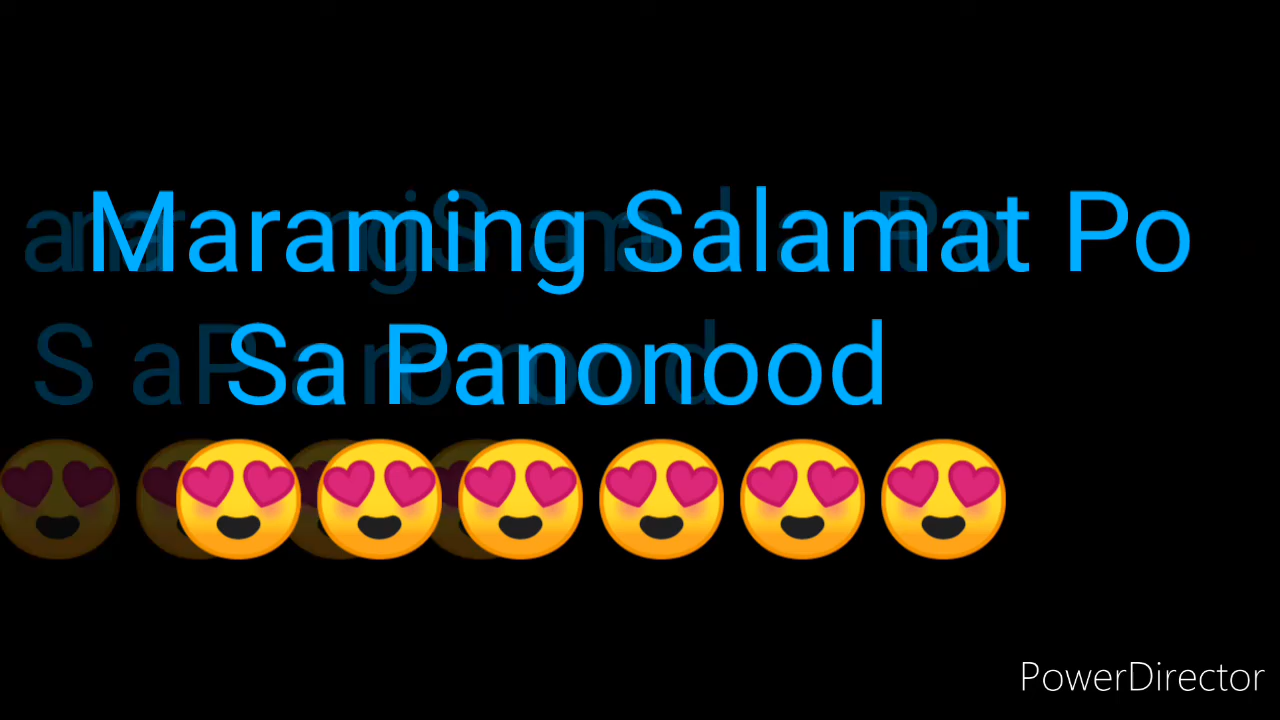 Maraming Salamat Po
Sa Panonood
😍😍😍😍😍😍
PowerDirector